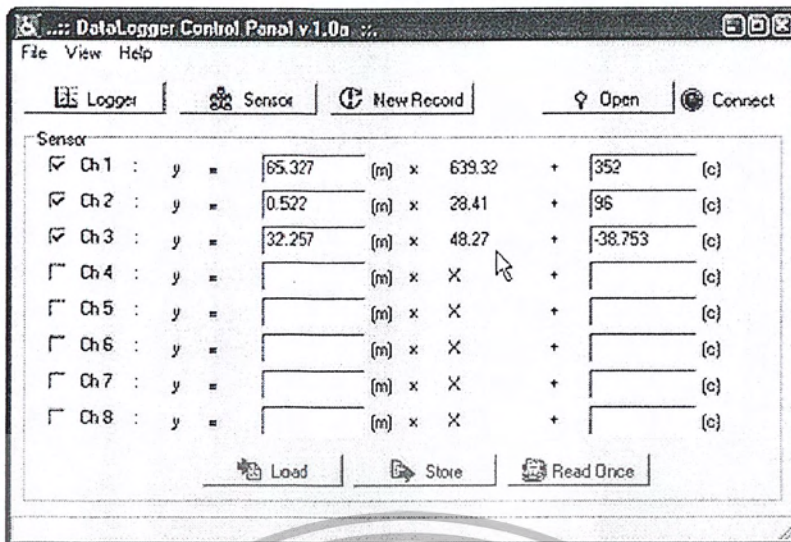 ..:: DataLogger Control Panel v1.0a ::.
File View Help
Logger Sensor New Record Open Connect
Sensor
Ch 1 : y = 65.327 (m) x 639.32 + 352 (c)
Ch 2 : y = 0.522 (m) x 28.41 + 96 (c)
Ch 3 : y = 32.257 (m) x 48.27 + -38.753 (c)
Ch 4 : y = (m) x X + (c)
Ch 5 : y = (m) x X + (c)
Ch 6 : y = (m) x X + (c)
Ch 7 : y = (m) x X + (c)
Ch 8 : y = (m) x X + (c)
Load Store Read Once